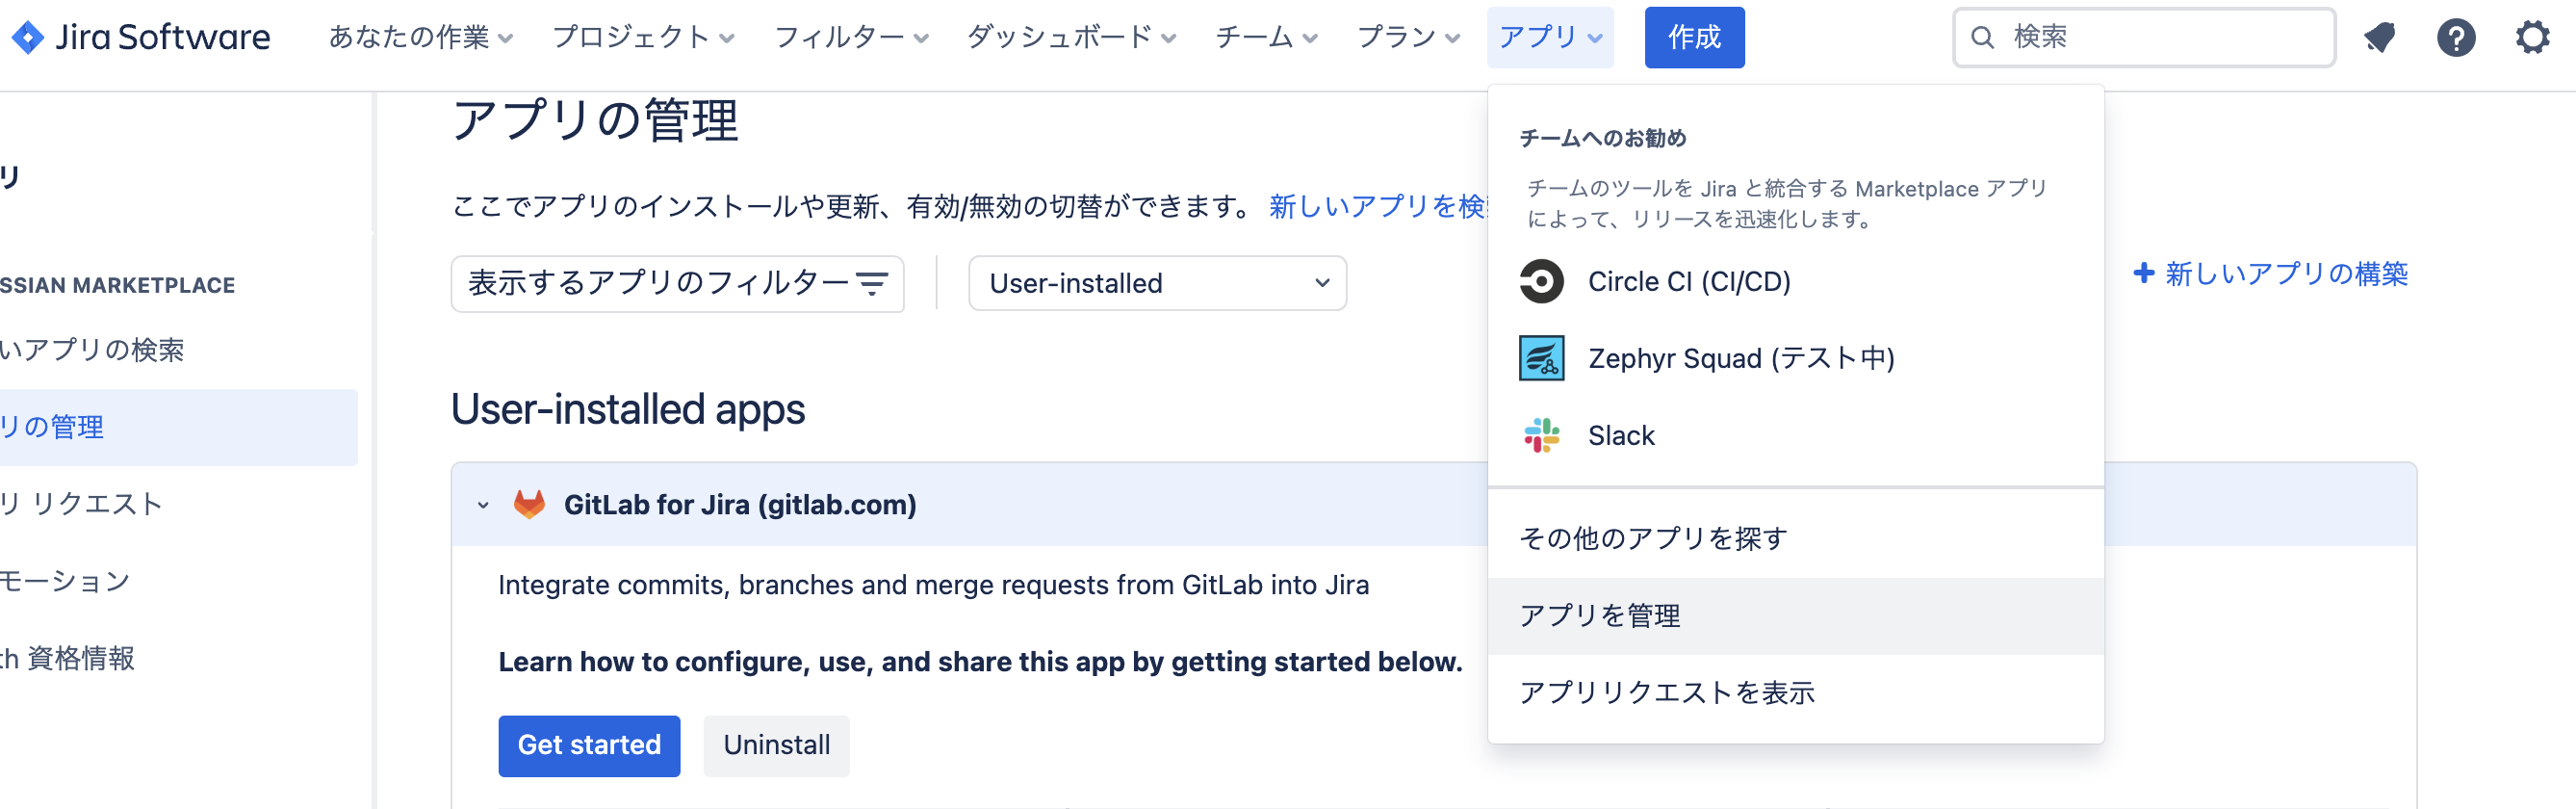 Jira Software
あなたの作業
プロジェクト
フィルター
ダッシュボード
チーム
プラン
アプリ
作成
検索
リ
SSIAN MARKETPLACE
いアプリの検索
リの管理
リ リクエスト
モーション
th 資格情報
アプリの管理
ここでアプリのインストールや更新、有効/無効の切替ができます。 新しいアプリを検
表示するアプリのフィルター
User-installed
新しいアプリの構築
User-installed apps
GitLab for Jira (gitlab.com)
Integrate commits, branches and merge requests from GitLab into Jira
Learn how to configure, use, and share this app by getting started below.
Get started
Uninstall
チームへのお勧め
チームのツールを Jira と統合する Marketplace アプリ
によって、リリースを迅速化します。
Circle CI (CI/CD)
Zephyr Squad (テスト中)
Slack
その他のアプリを探す
アプリを管理
アプリリクエストを表示